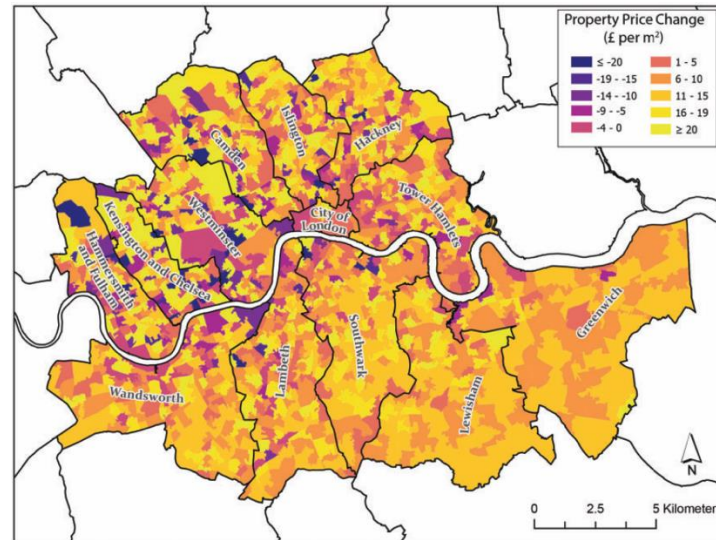 Property Price Change
(£ per m²)
≤ -20
-19 - -15
-14 - -10
-9 - -5
-4 - 0
1 - 5
6 - 10
11 - 15
16 - 19
≥ 20
Camden
Islington
Hackney
Tower Hamlets
City of
London
Westminster
Kensington and Chelsea
Hammersmith
and Fulham
Wandsworth
Lambeth
Southwark
Lewisham
Greenwich
N
0 2.5 5 Kilometer